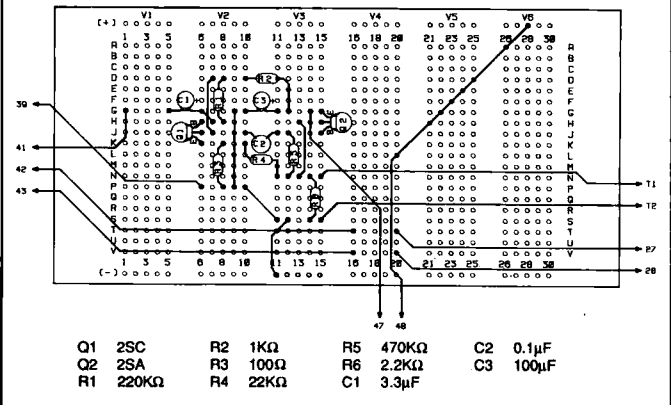 V1 V2 V3 V4 V5 V6
(+)
1 3 5 6 8 10 11 13 15 16 18 20 21 23 25 26 28 30
A A
B B
C C
D R2 D
E E
F C1 R1 C3 F
G G
39
H Q1 Q2 H
J C2 J
41 K K
L R4 L
42 M M
N N
43 P P T1
Q Q
R R
S S T2
T T
U U 27
V V
1 3 5 6 8 10 11 13 15 16 18 20 21 23 25 26 28 30 28
(-)
47 48
Q1 2SC R2 1KΩ R5 470KΩ C2 0.1µF
Q2 2SA R3 100Ω R6 2.2KΩ C3 100µF
R1 220KΩ R4 22KΩ C1 3.3µF